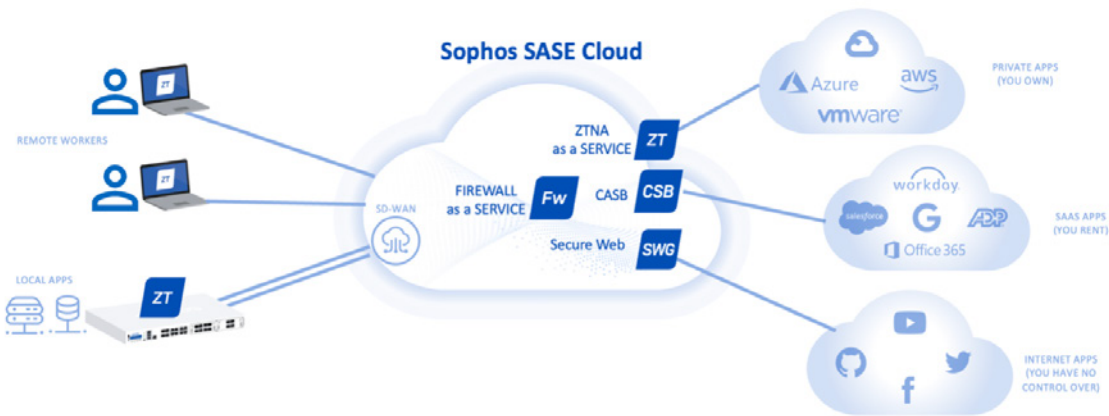 Sophos SASE Cloud
ZT
REMOTE WORKERS
ZT
LOCAL APPS
ZT
SD-WAN
FIREWALL
as a SERVICE
Fw
ZTNA
as a SERVICE
ZT
CASB
CSB
Secure Web
SWG
Azure
aws
vmware®
PRIVATE APPS
(YOU OWN)
workday.
salesforce
G
ADP
Office 365
SAAS APPS
(YOU RENT)
f
INTERNET APPS
(YOU HAVE NO
CONTROL OVER)